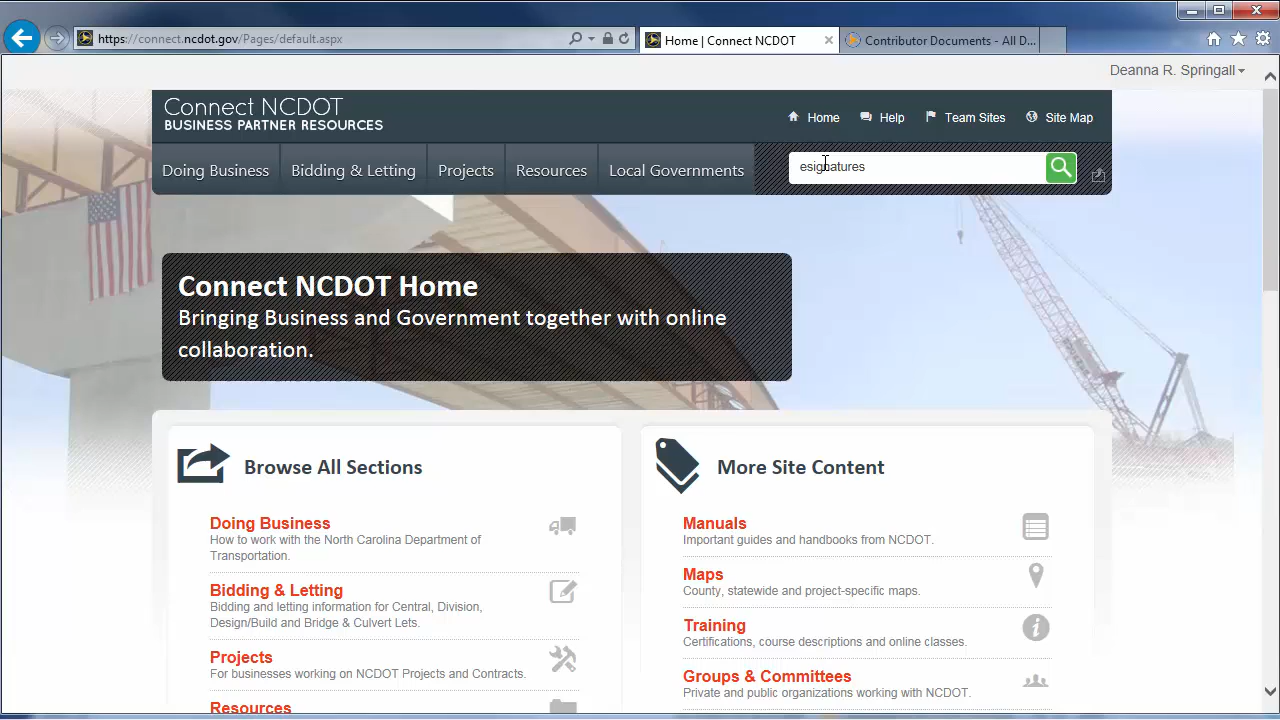 https://connect.ncdot.gov/Pages/default.aspx
Home | Connect NCDOT
Contributor Documents - All D...
Deanna R. Springall
Connect NCDOT
BUSINESS PARTNER RESOURCES
Home
Help
Team Sites
Site Map
Doing Business
Bidding & Letting
Projects
Resources
Local Governments
esignatures
Connect NCDOT Home
Bringing Business and Government together with online
collaboration.
Browse All Sections
Doing Business
How to work with the North Carolina Department of
Transportation.
Bidding & Letting
Bidding and letting information for Central, Division,
Design/Build and Bridge & Culvert Lets.
Projects
For businesses working on NCDOT Projects and Contracts.
Resources
More Site Content
Manuals
Important guides and handbooks from NCDOT.
Maps
County, statewide and project-specific maps.
Training
Certifications, course descriptions and online classes.
Groups & Committees
Private and public organizations working with NCDOT.